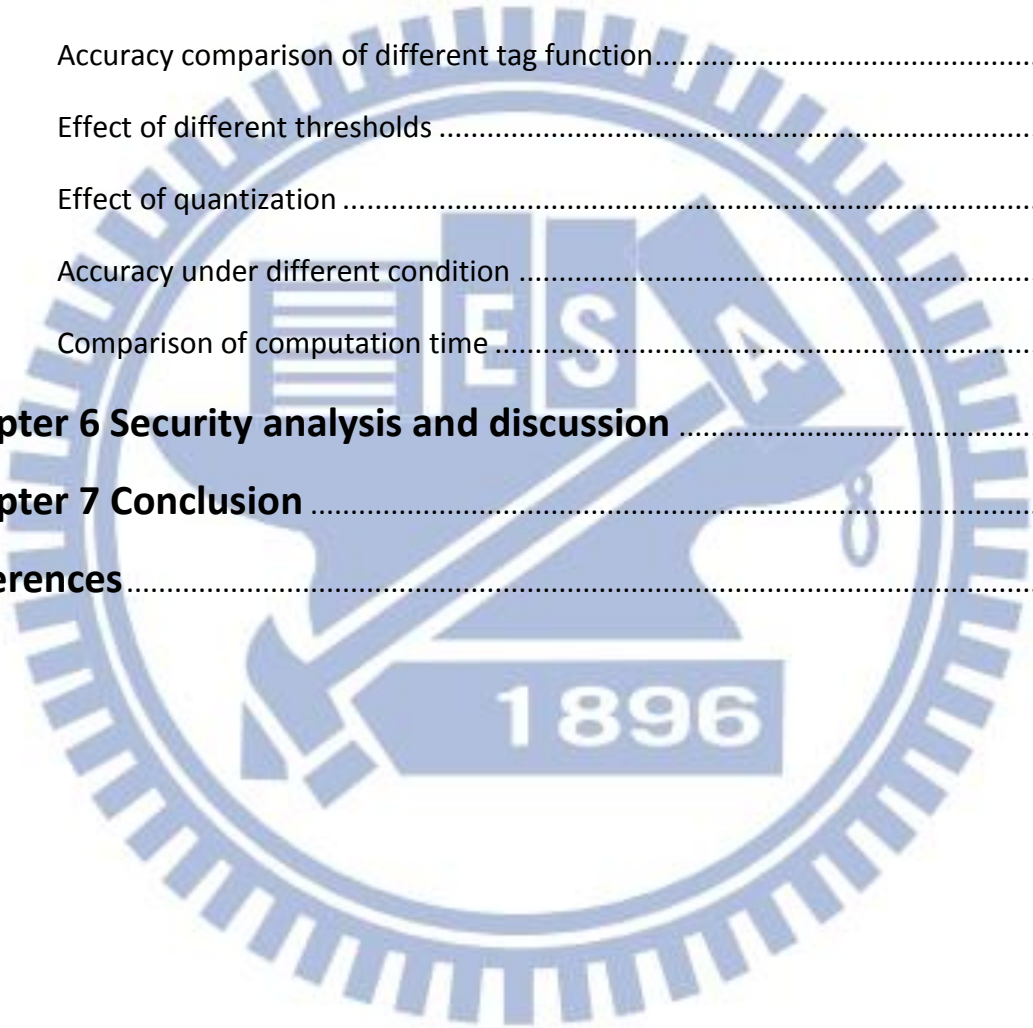 Accuracy comparison of different tag function........................................
Effect of different thresholds........................................
Effect of quantization........................................
Accuracy under different condition........................................
Comparison of computation time........................................
pter 6 Security analysis and discussion........................................
pter 7 Conclusion........................................
erences........................................
E S A
1896